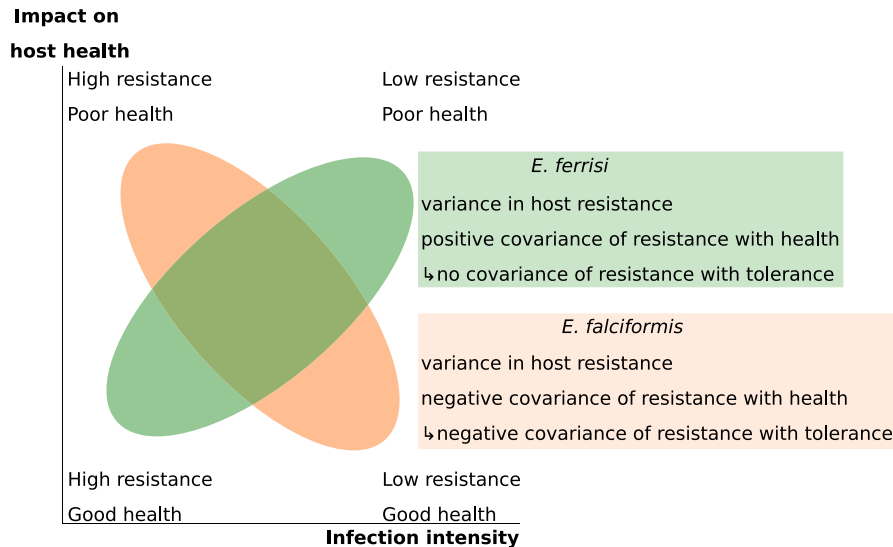 Impact on
host health
High resistance
Poor health
Low resistance
Poor health
E. ferrisi
variance in host resistance
positive covariance of resistance with health
↳no covariance of resistance with tolerance
E. falciformis
variance in host resistance
negative covariance of resistance with health
↳negative covariance of resistance with tolerance
High resistance
Good health
Low resistance
Good health
Infection intensity